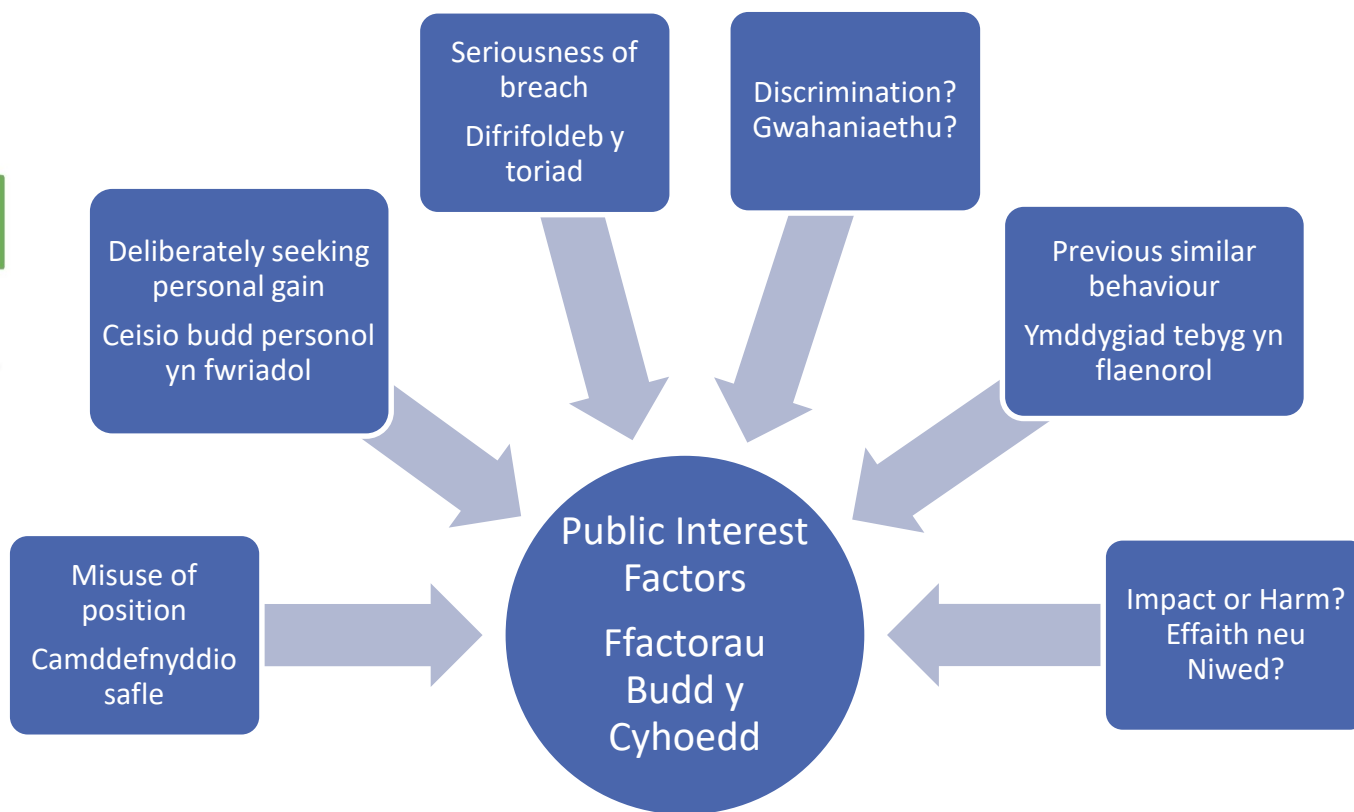 Misuse of
position
Camddefnyddio
safle
Deliberately seeking
personal gain
Ceisio budd personol
yn fwriadol
Seriousness of
breach
Difrifoldeb y
toriad
Discrimination?
Gwahaniaethu?
Previous similar
behaviour
Ymddygiad tebyg yn
flaenorol
Impact or Harm?
Effaith neu
Niwed?
Public Interest
Factors
Ffactorau
Budd y
Cyhoedd